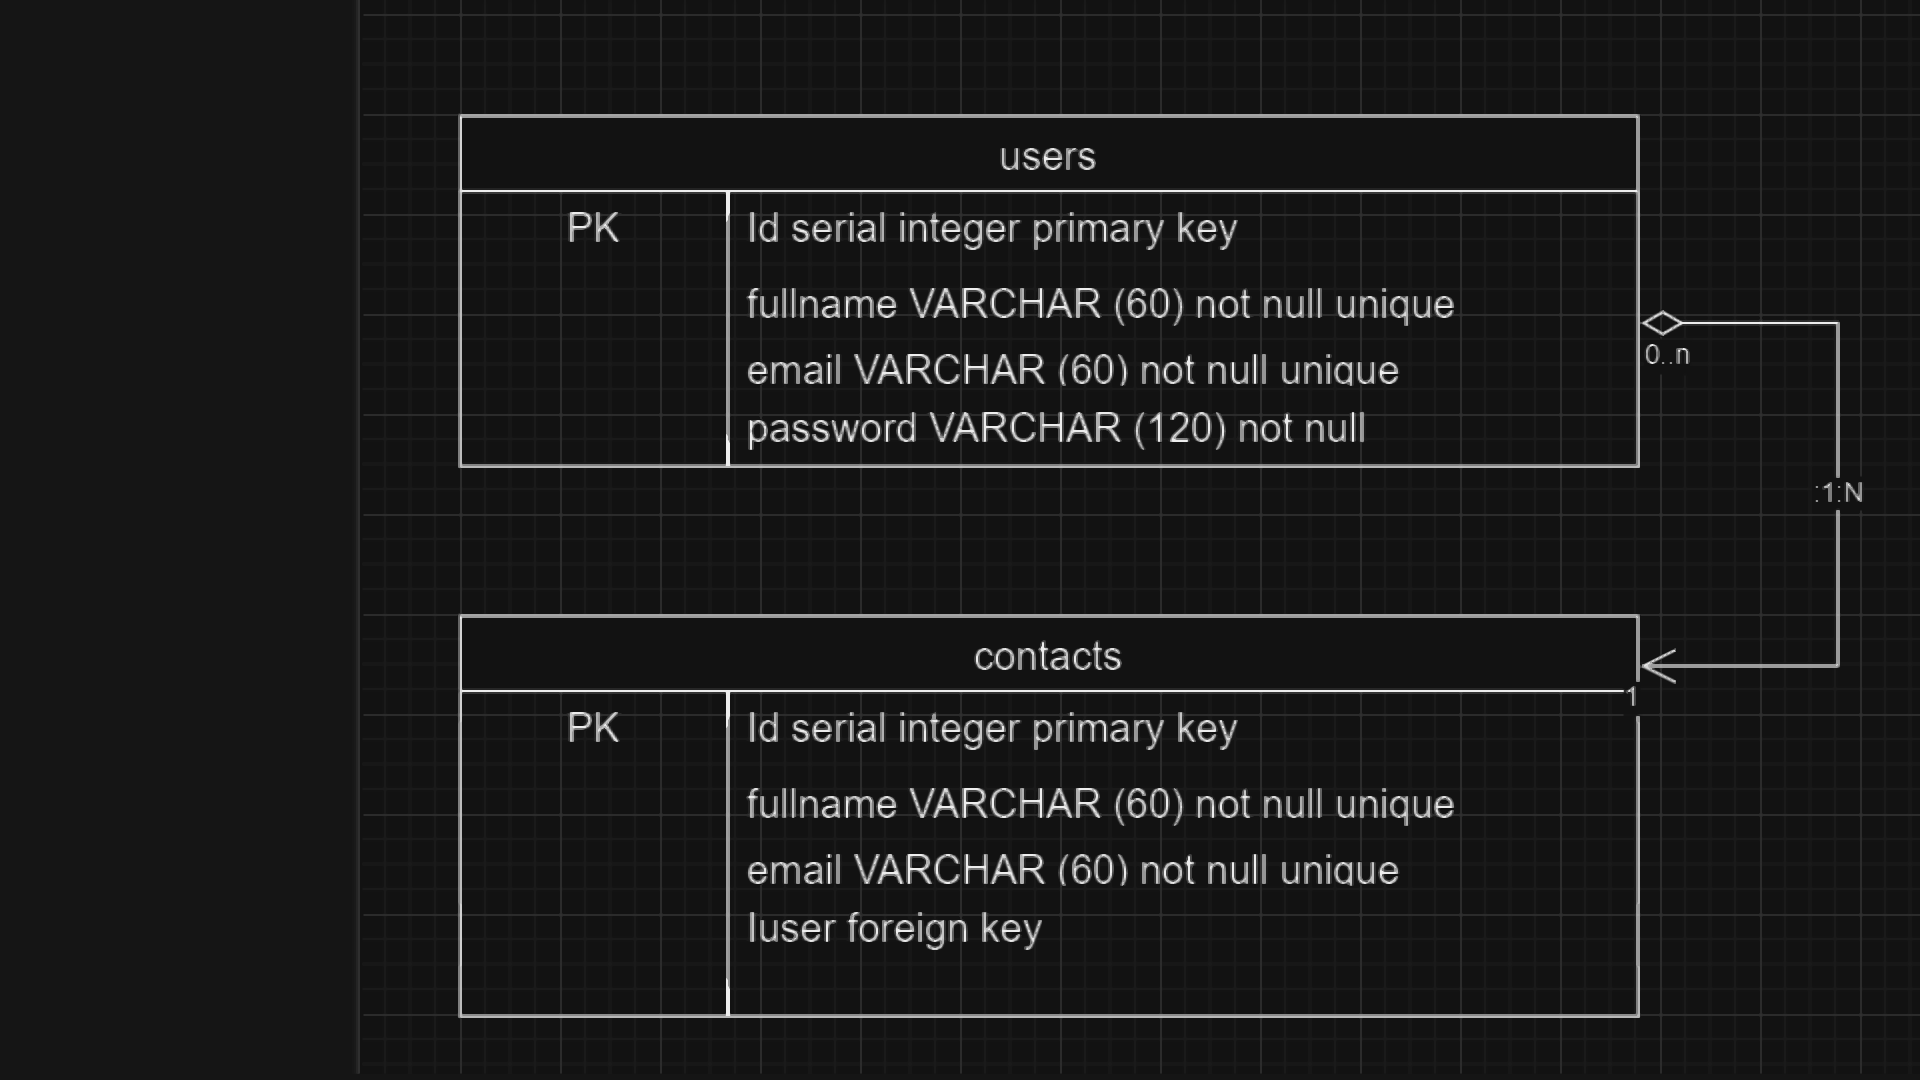 users
PK
Id serial integer primary key
fullname VARCHAR (60) not null unique
email VARCHAR (60) not null unique
password VARCHAR (120) not null
0..n
:1:N
contacts
1
PK
Id serial integer primary key
fullname VARCHAR (60) not null unique
email VARCHAR (60) not null unique
Iuser foreign key